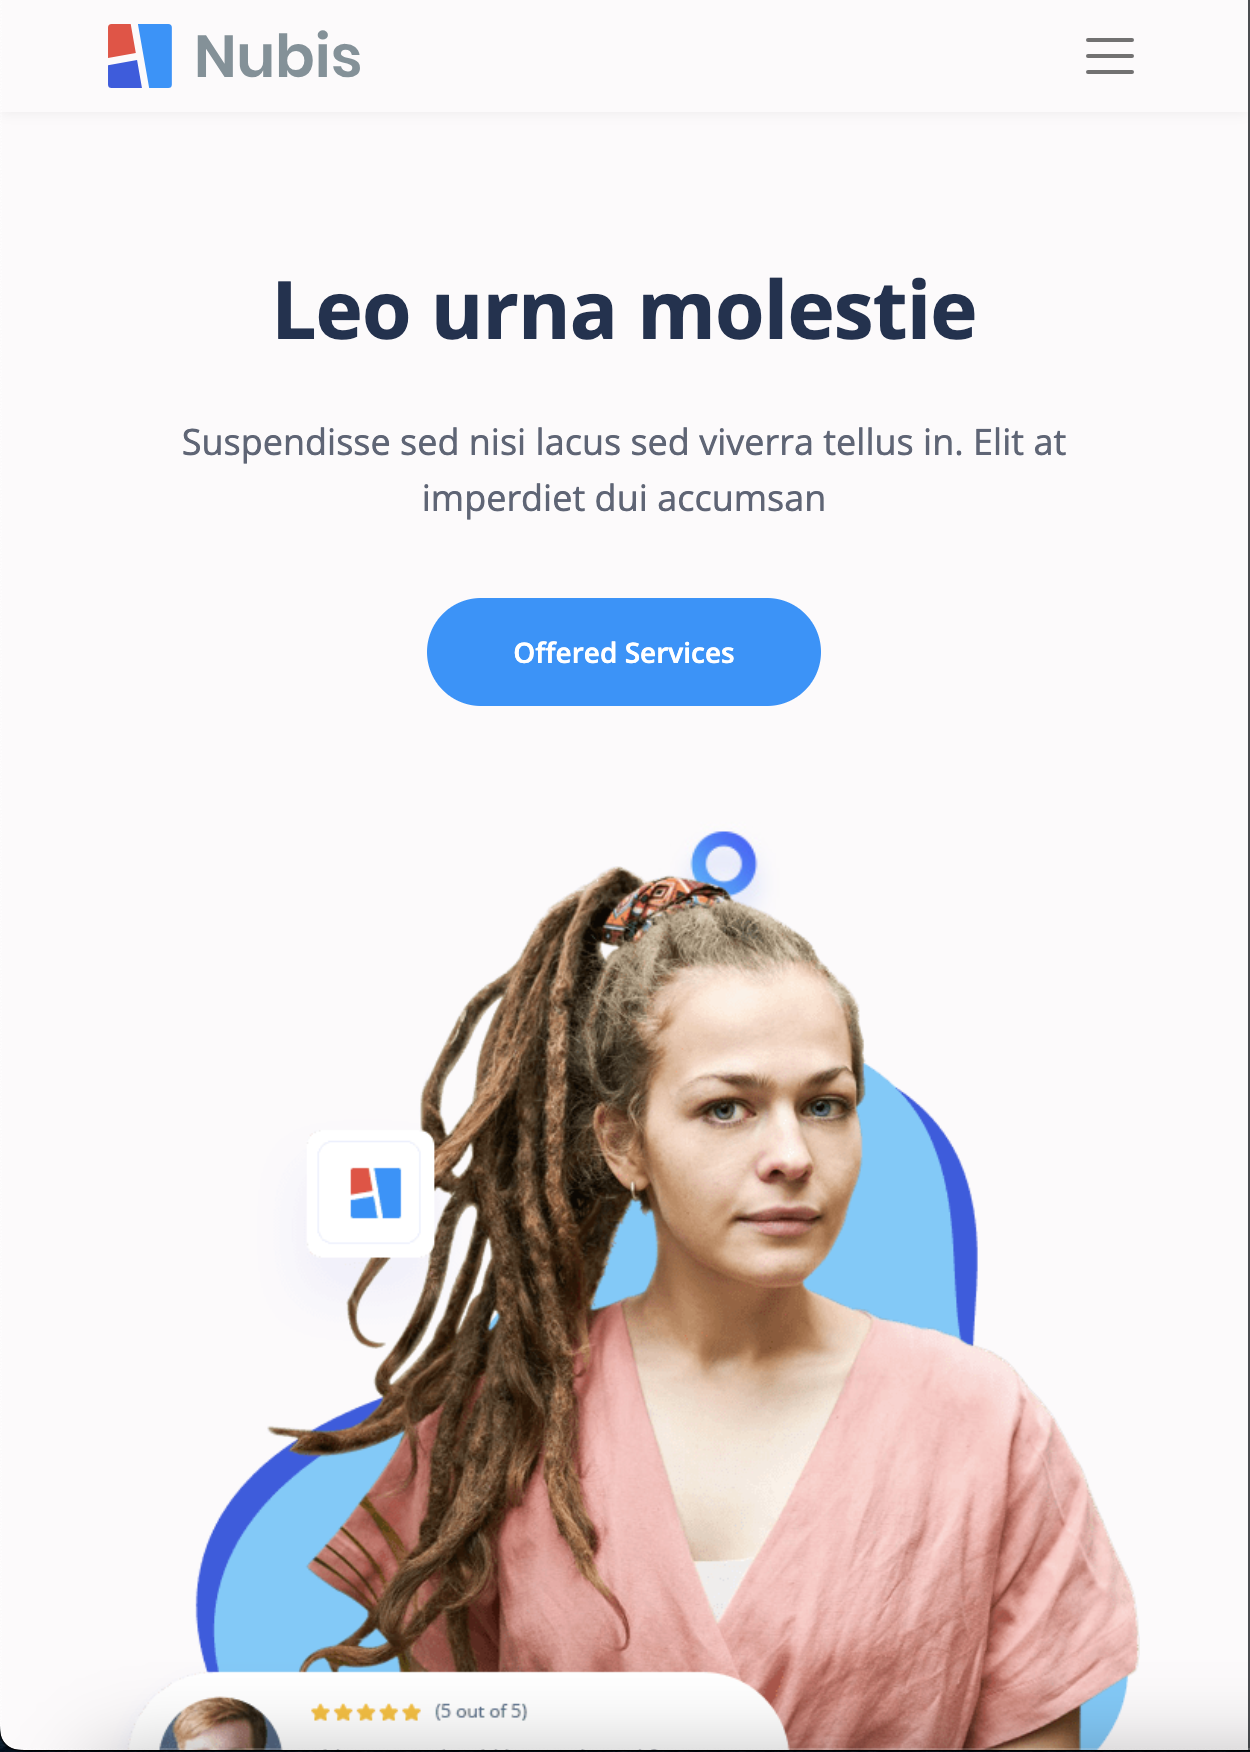 Nubis
Leo urna molestie
Suspendisse sed nisi lacus sed viverra tellus in. Elit at
imperdiet dui accumsan
Offered Services
(5 out of 5)